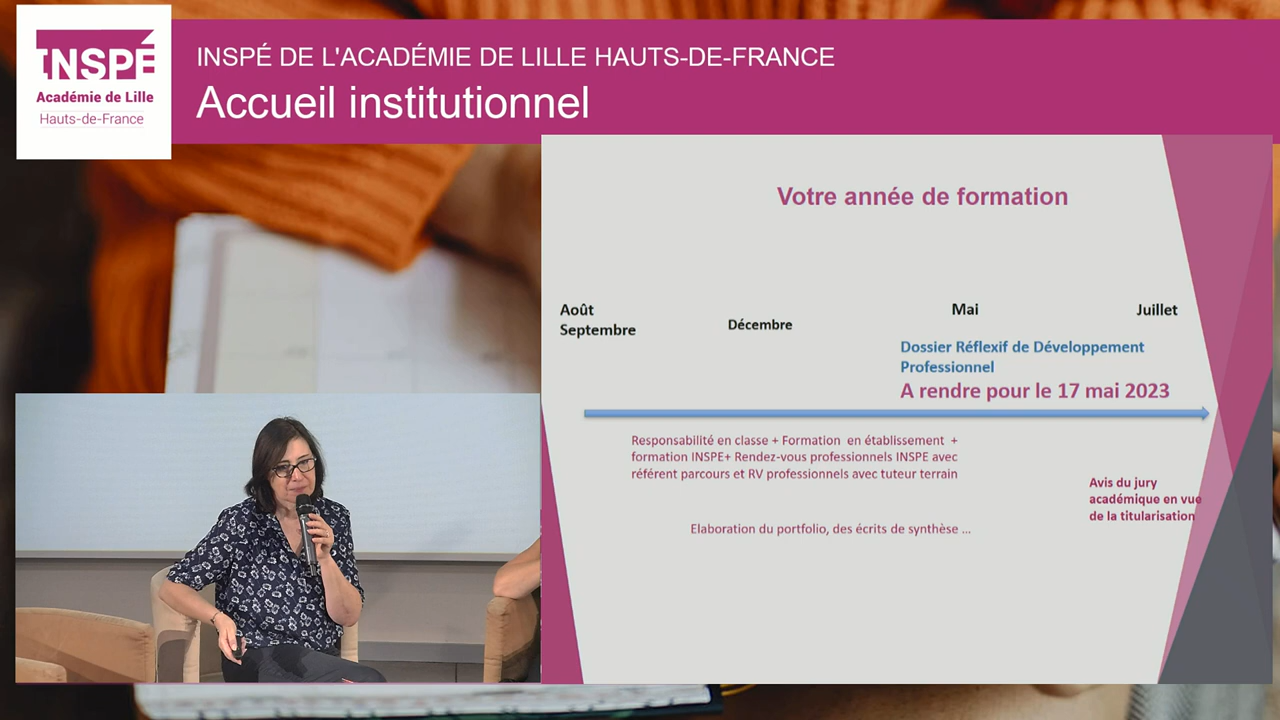 INSPÉ
Académie de Lille
Hauts-de-France
INSPÉ DE L'ACADÉMIE DE LILLE HAUTS-DE-FRANCE
Accueil institutionnel
Votre année de formation
Août
Septembre
Décembre
Mai
Juillet
Dossier Réflexif de Développement
Professionnel
A rendre pour le 17 mai 2023
Responsabilité en classe + Formation en établissement +
formation INSPE+ Rendez-vous professionnels INSPE avec
référent parcours et RV professionnels avec tuteur terrain
Avis du jury
académique en vue
de la titularisation
Elaboration du portfolio, des écrits de synthèse ...